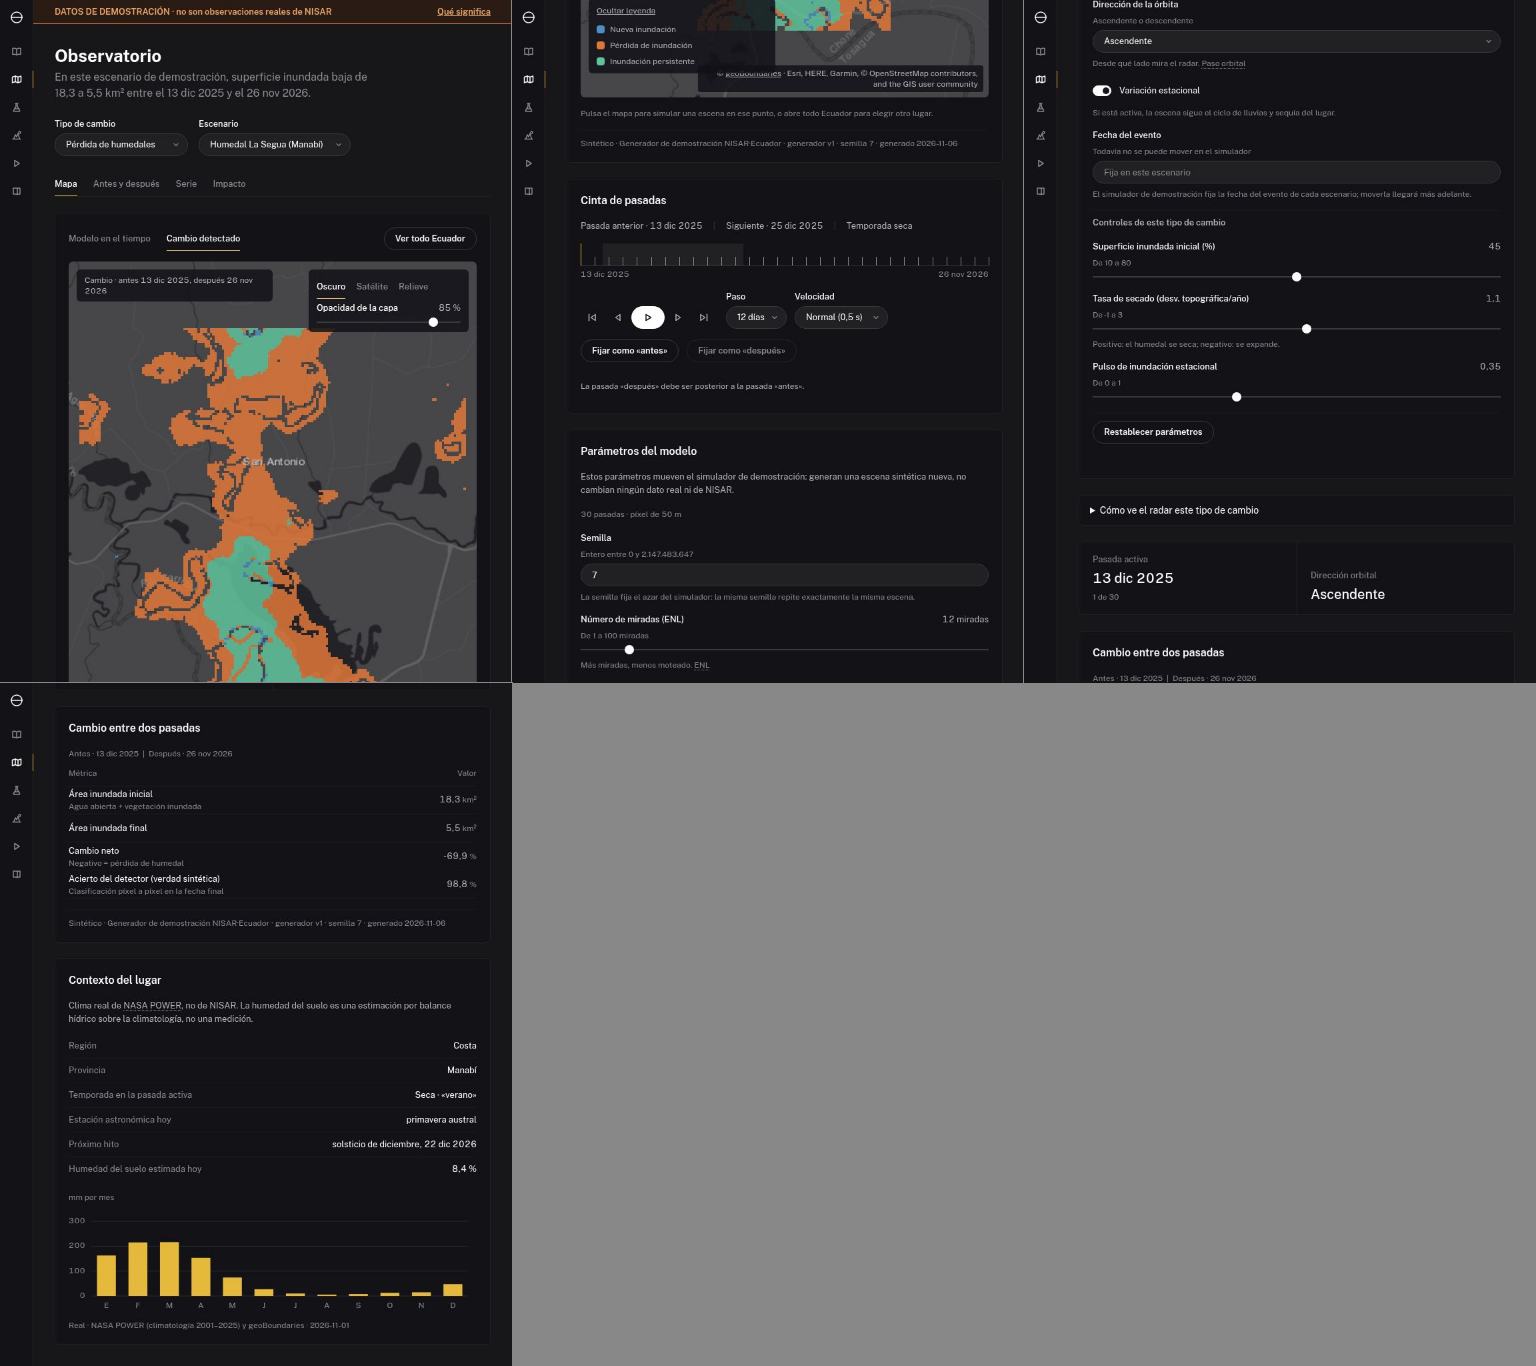 DATOS DE DEMOSTRACIÓN · no son observaciones reales de NISAR
Qué significa
Observatorio
En este escenario de demostración, superficie inundada baja de
18,3 a 5,5 km² entre el 13 dic 2025 y el 26 nov 2026.
Tipo de cambio
Escenario
Pérdida de humedales
Humedal La Segua (Manabí)
Mapa
Antes y después
Serie
Impacto
Modelo en el tiempo
Cambio detectado
Ver todo Ecuador
Cambio · antes 13 dic 2025, después 26 nov
2026
Oscuro
Satélite
Relieve
Opacidad de la capa
85 %
San Antonio
Ocultar leyenda
Nueva inundación
Pérdida de inundación
Inundación persistente
© geoBoundaries · Esri, HERE, Garmin, © OpenStreetMap contributors,
and the GIS user community
Pulsa el mapa para simular una escena en ese punto, o abre todo Ecuador para elegir otro lugar.
Sintético · Generador de demostración NISAR·Ecuador · generador v1 · semilla 7 · generado 2026-11-06
Cinta de pasadas
Pasada anterior · 13 dic 2025
Siguiente · 25 dic 2025
Temporada seca
13 dic 2025
26 nov 2026
Paso
Velocidad
12 días
Normal (0,5 s)
Fijar como «antes»
Fijar como «después»
La pasada «después» debe ser posterior a la pasada «antes».
Parámetros del modelo
Estos parámetros mueven el simulador de demostración: generan una escena sintética nueva, no
cambian ningún dato real ni de NISAR.
30 pasadas · píxel de 50 m
Semilla
Entero entre 0 y 2.147.483.647
7
La semilla fija el azar del simulador: la misma semilla repite exactamente la misma escena.
Número de miradas (ENL)
12 miradas
De 1 a 100 miradas
Más miradas, menos moteado. ENL
Dirección de la órbita
Ascendente o descendente
Ascendente
Desde qué lado mira el radar. Paso orbital
Variación estacional
Si está activa, la escena sigue el ciclo de lluvias y sequía del lugar.
Fecha del evento
Todavía no se puede mover en el simulador
Fija en este escenario
El simulador de demostración fija la fecha del evento de cada escenario; moverla llegará más adelante.
Controles de este tipo de cambio
Superficie inundada inicial (%)
45
De 10 a 80
Tasa de secado (desv. topográfica/año)
1,1
De -1 a 3
Positivo: el humedal se seca; negativo: se expande.
Pulso de inundación estacional
0,35
De 0 a 1
Restablecer parámetros
Cómo ve el radar este tipo de cambio
Pasada activa
13 dic 2025
1 de 30
Dirección orbital
Ascendente
Cambio entre dos pasadas
Antes · 13 dic 2025 | Después · 26 nov 2026
Cambio entre dos pasadas
Antes · 13 dic 2025 | Después · 26 nov 2026
Métrica
Valor
Área inundada inicial
18,3 km²
Agua abierta + vegetación inundada
Área inundada final
5,5 km²
Cambio neto
-69,9 %
Negativo = pérdida de humedal
Acierto del detector (verdad sintética)
98,8 %
Clasificación píxel a píxel en la fecha final
Sintético · Generador de demostración NISAR·Ecuador · generador v1 · semilla 7 · generado 2026-11-06
Contexto del lugar
Clima real de NASA POWER, no de NISAR. La humedad del suelo es una estimación por balance
hídrico sobre la climatología, no una medición.
Región
Costa
Provincia
Manabí
Temporada en la pasada activa
Seca · «verano»
Estación astronómica hoy
primavera austral
Próximo hito
solsticio de diciembre, 22 dic 2026
Humedad del suelo estimada hoy
8,4 %
mm por mes
300
200
100
0
E F M A M J J A S O N D
Real · NASA POWER (climatología 2001–2025) y geoBoundaries · 2026-11-01